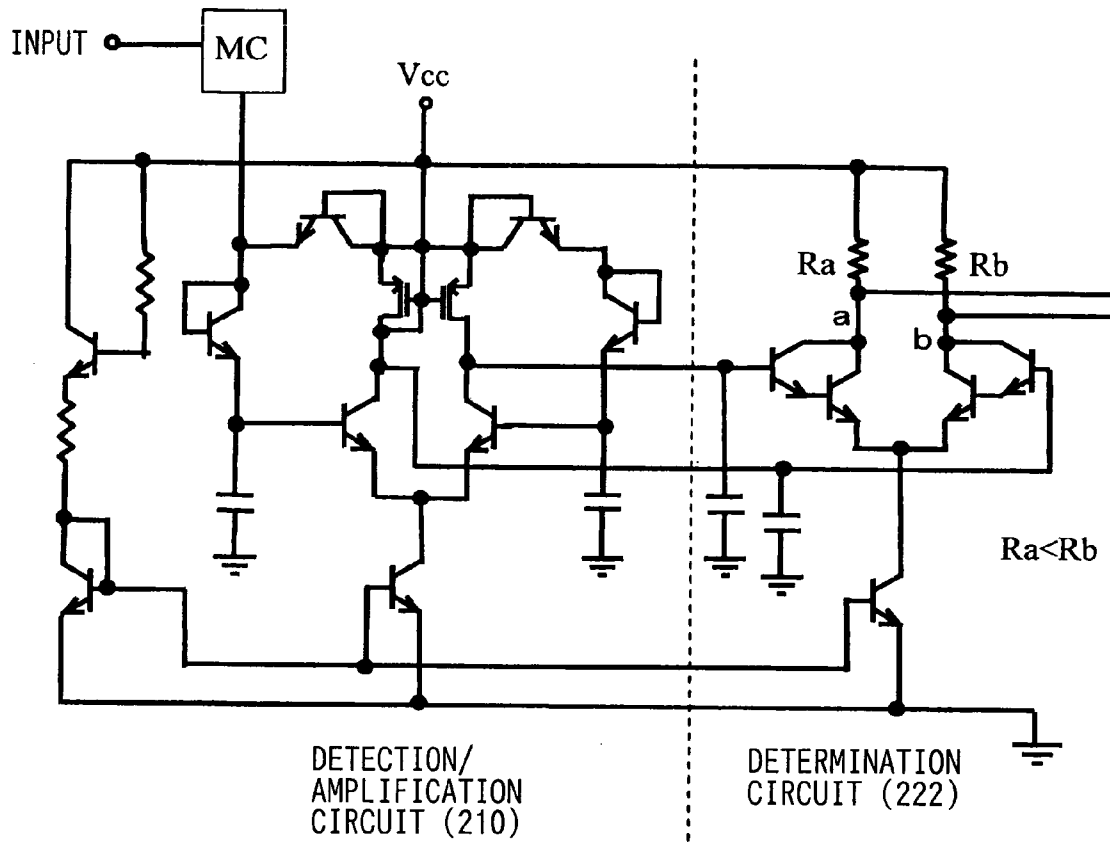 INPUT
MC
Vcc
Ra
Rb
a
b
Ra<Rb
DETECTION/
AMPLIFICATION
CIRCUIT (210)
DETERMINATION
CIRCUIT (222)